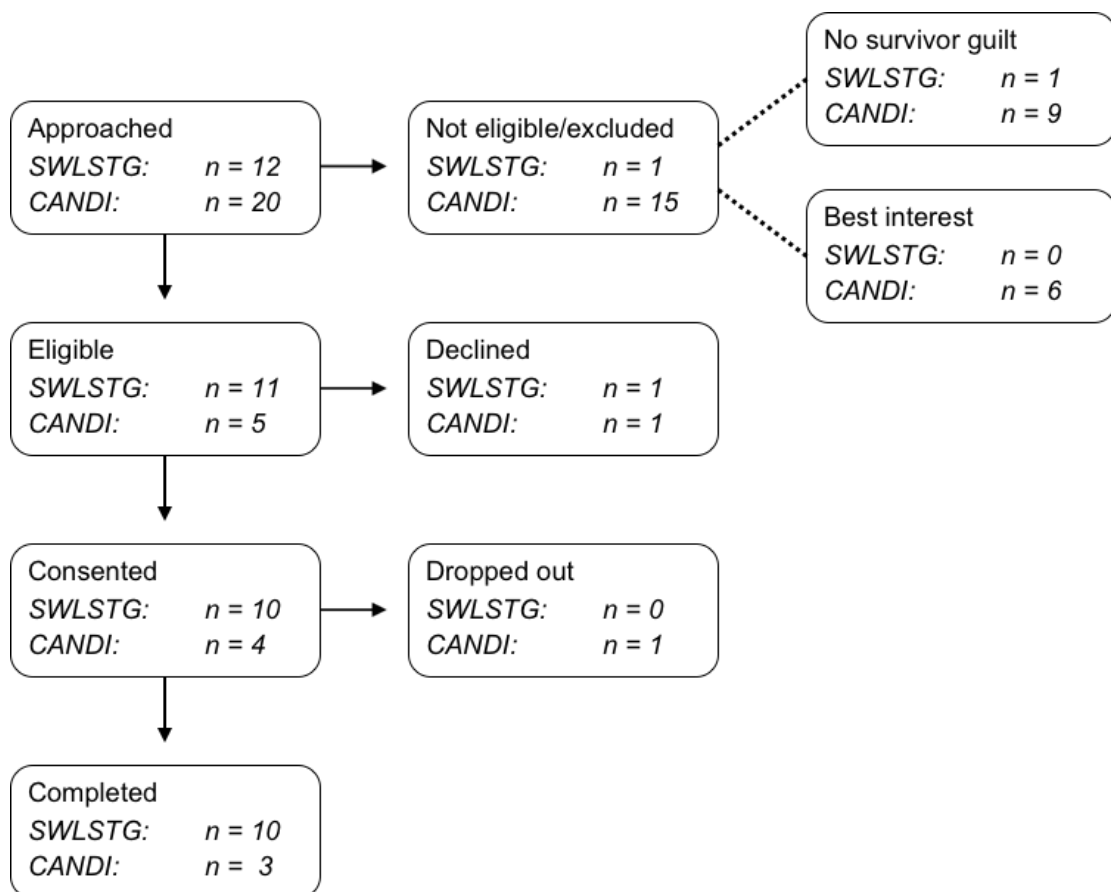 No survivor guilt
SWLSTG: n = 1
CANDI: n = 9
Approached
SWLSTG: n = 12
CANDI: n = 20
Not eligible/excluded
SWLSTG: n = 1
CANDI: n = 15
Best interest
SWLSTG: n = 0
CANDI: n = 6
Eligible
SWLSTG: n = 11
CANDI: n = 5
Declined
SWLSTG: n = 1
CANDI: n = 1
Consented
SWLSTG: n = 10
CANDI: n = 4
Dropped out
SWLSTG: n = 0
CANDI: n = 1
Completed
SWLSTG: n = 10
CANDI: n = 3